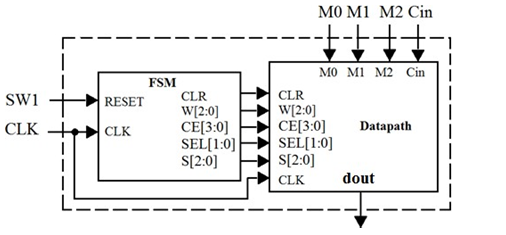 M0 M1 M2 Cin
FSM
M0 M1 M2 Cin
SW1
RESET
CLR
CLR
W[2:0]
W[2:0]
CLK
CLK
CE[3:0]
CE[3:0]
Datapath
SEL[1:0]
SEL[1:0]
S[2:0]
S[2:0]
CLK
dout